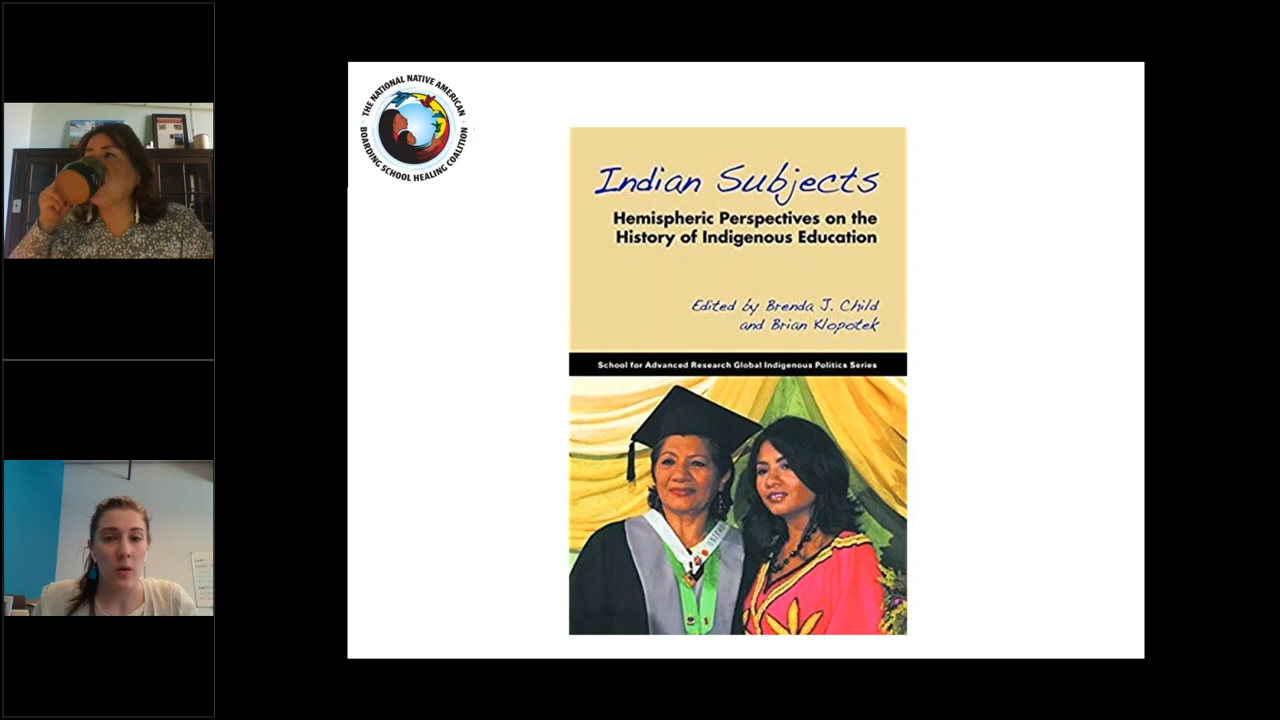 THE NATIONAL NATIVE AMERICAN
BOARDING SCHOOL HEALING COALITION
Indian Subjects
Hemispheric Perspectives on the
History of Indigenous Education
Edited by Brenda J. Child
and Brian Klopotek
School for Advanced Research Global Indigenous Politics Series